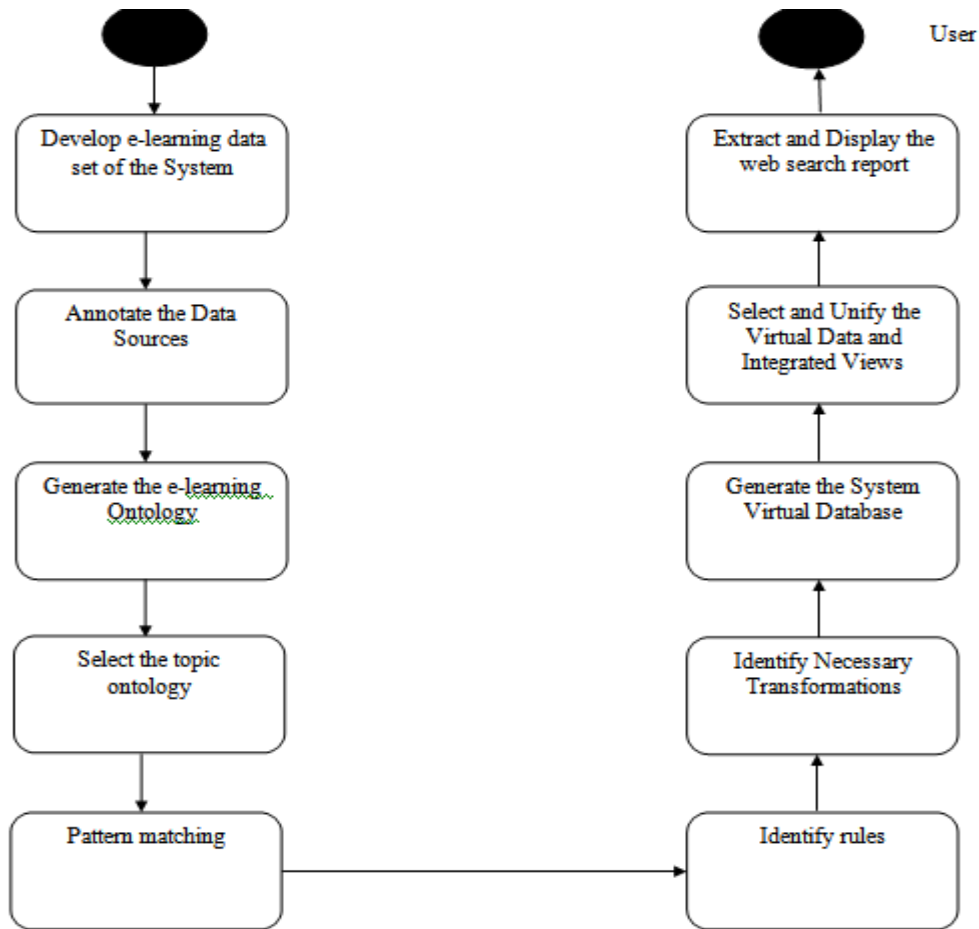 User
Develop e-learning data
set of the System
Annotate the Data
Sources
Generate the e-learning
Ontology
Select the topic
ontology
Pattern matching
Identify rules
Identify Necessary
Transformations
Generate the System
Virtual Database
Select and Unify the
Virtual Data and
Integrated Views
Extract and Display the
web search report